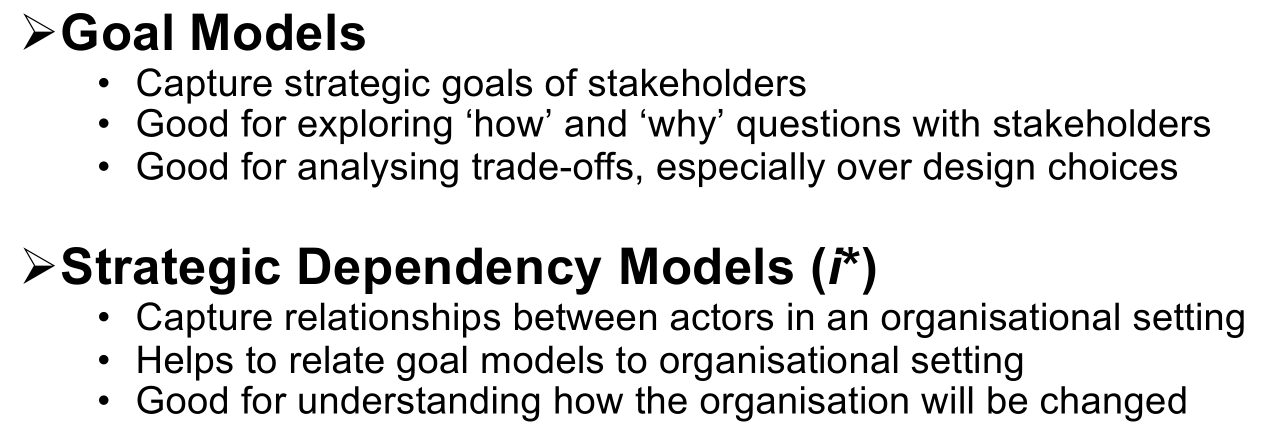 ➢Goal Models
• Capture strategic goals of stakeholders
• Good for exploring ‘how’ and ‘why’ questions with stakeholders
• Good for analysing trade-offs, especially over design choices
➢Strategic Dependency Models (i*)
• Capture relationships between actors in an organisational setting
• Helps to relate goal models to organisational setting
• Good for understanding how the organisation will be changed